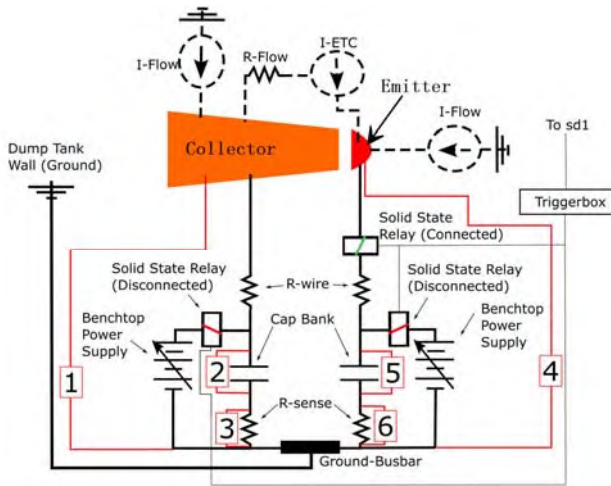 I-Flow
R-Flow
I-ETC
Emitter
I-Flow
Collector
Dump Tank
Wall (Ground)
To sd1
Triggerbox
Solid State
Relay (Connected)
Solid State Relay
(Disconnected)
R-wire
Solid State Relay
(Disconnected)
Benchtop
Power
Supply
Cap Bank
Benchtop
Power
Supply
1
2
5
4
3
R-sense
6
Ground-Busbar